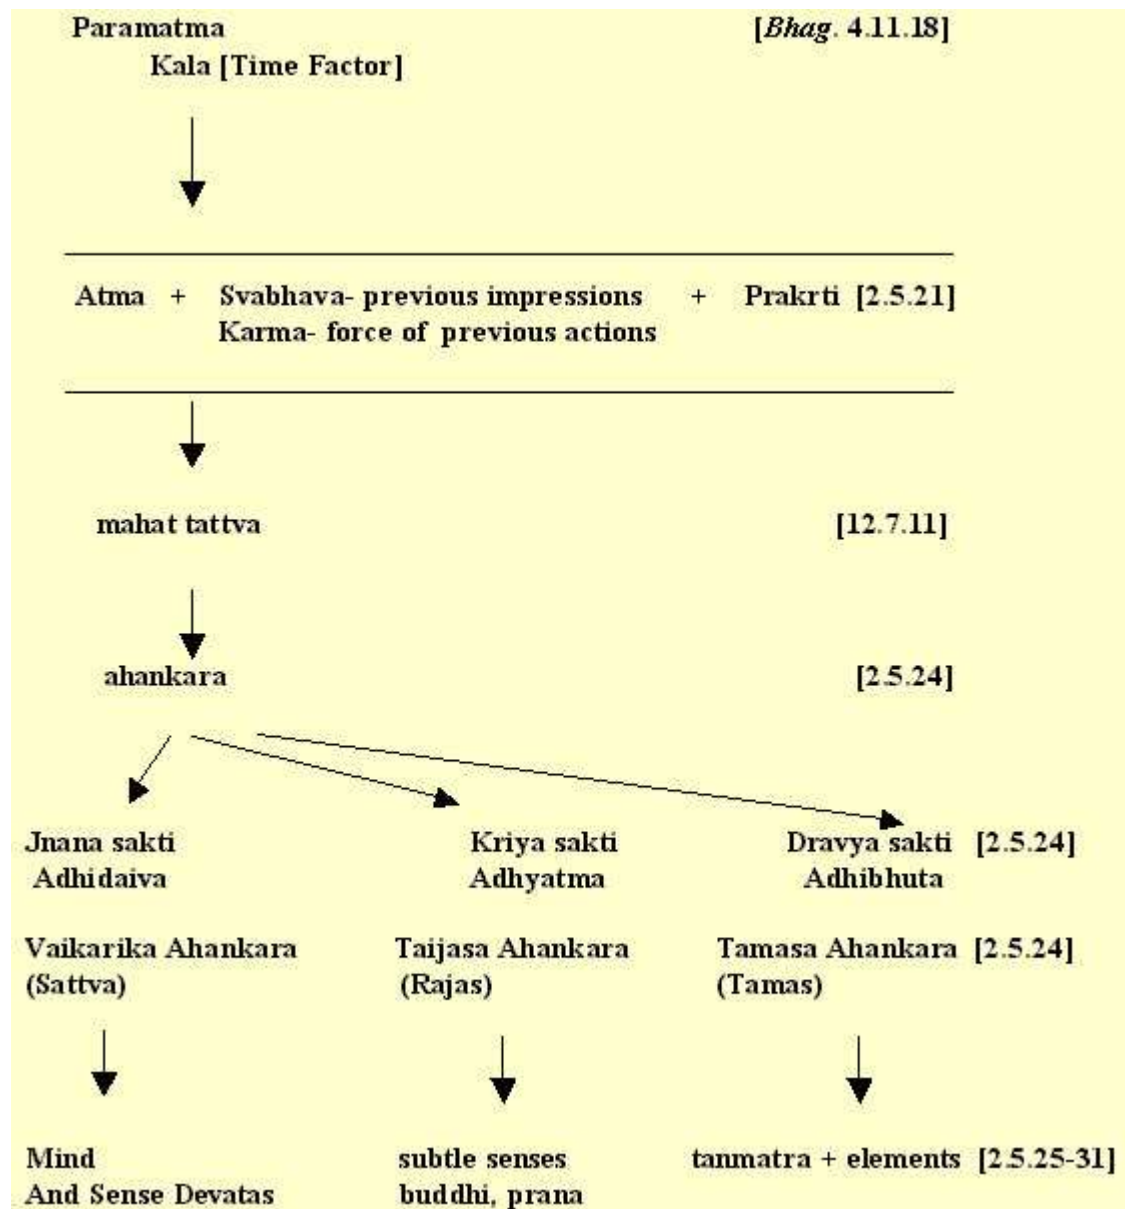 Paramatma [Bhag. 4.11.18]
Kala [Time Factor]
Atma + Svabhava- previous impressions + Prakrti [2.5.21]
Karma- force of previous actions
mahat tattva [12.7.11]
ahankara [2.5.24]
Jnana sakti Kriya sakti Dravya sakti [2.5.24]
Adhidaiva Adhyatma Adhibhuta
Vaikarika Ahankara Taijasa Ahankara Tamasa Ahankara [2.5.24]
(Sattva) (Rajas) (Tamas)
Mind subtle senses tanmatra + elements [2.5.25-31]
And Sense Devatas buddhi, prana